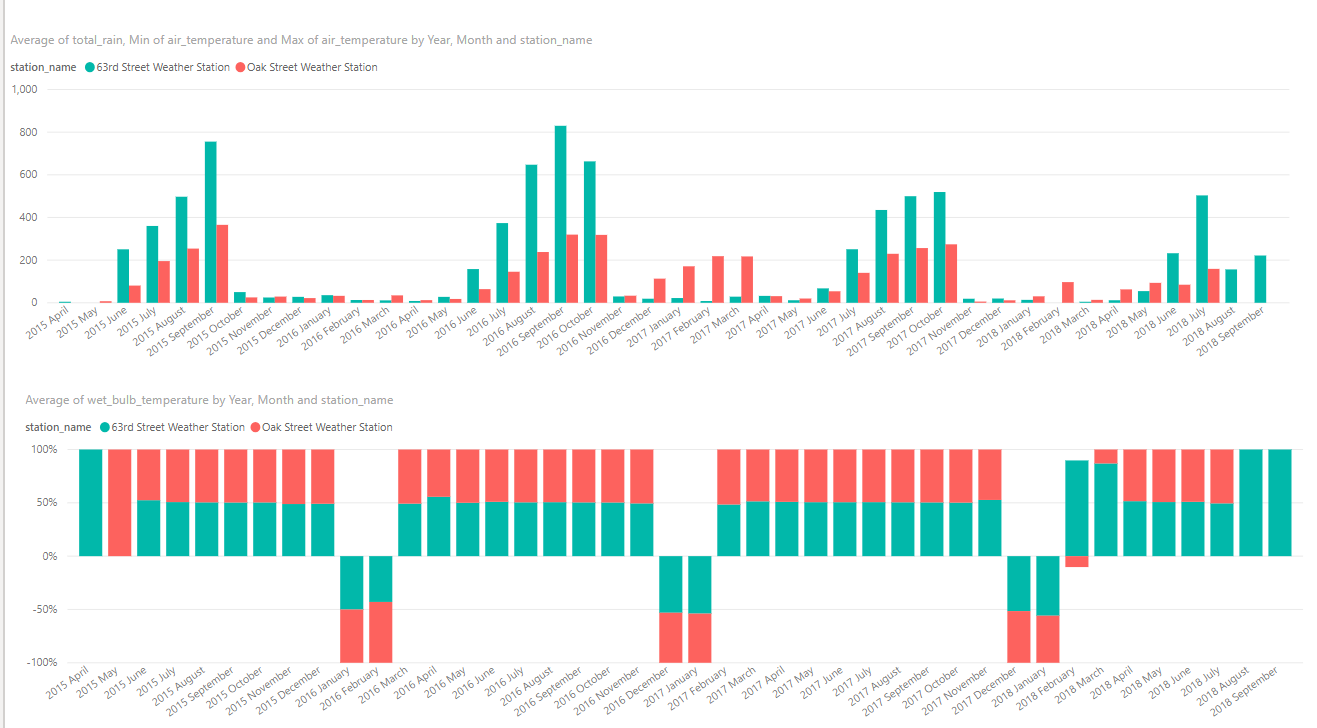 Average of total_rain, Min of air_temperature and Max of air_temperature by Year, Month and station_name
station_name 63rd Street Weather Station Oak Street Weather Station
1,000
800
600
400
200
0
2015 April
2015 May
2015 June
2015 July
2015 August
2015 September
2015 October
2015 November
2015 December
2016 January
2016 February
2016 March
2016 April
2016 May
2016 June
2016 July
2016 August
2016 September
2016 October
2016 November
2016 December
2017 January
2017 February
2017 March
2017 April
2017 May
2017 June
2017 July
2017 August
2017 September
2017 October
2017 November
2017 December
2018 January
2018 February
2018 March
2018 April
2018 May
2018 June
2018 July
2018 August
2018 September
Average of wet_bulb_temperature by Year, Month and station_name
station_name 63rd Street Weather Station Oak Street Weather Station
100%
50%
0%
-50%
-100%
2015 April
2015 May
2015 June
2015 July
2015 August
2015 September
2015 October
2015 November
2015 December
2016 January
2016 February
2016 March
2016 April
2016 May
2016 June
2016 July
2016 August
2016 September
2016 October
2016 November
2016 December
2017 January
2017 February
2017 March
2017 April
2017 May
2017 June
2017 July
2017 August
2017 September
2017 October
2017 November
2017 December
2018 January
2018 February
2018 March
2018 April
2018 May
2018 June
2018 July
2018 August
2018 September